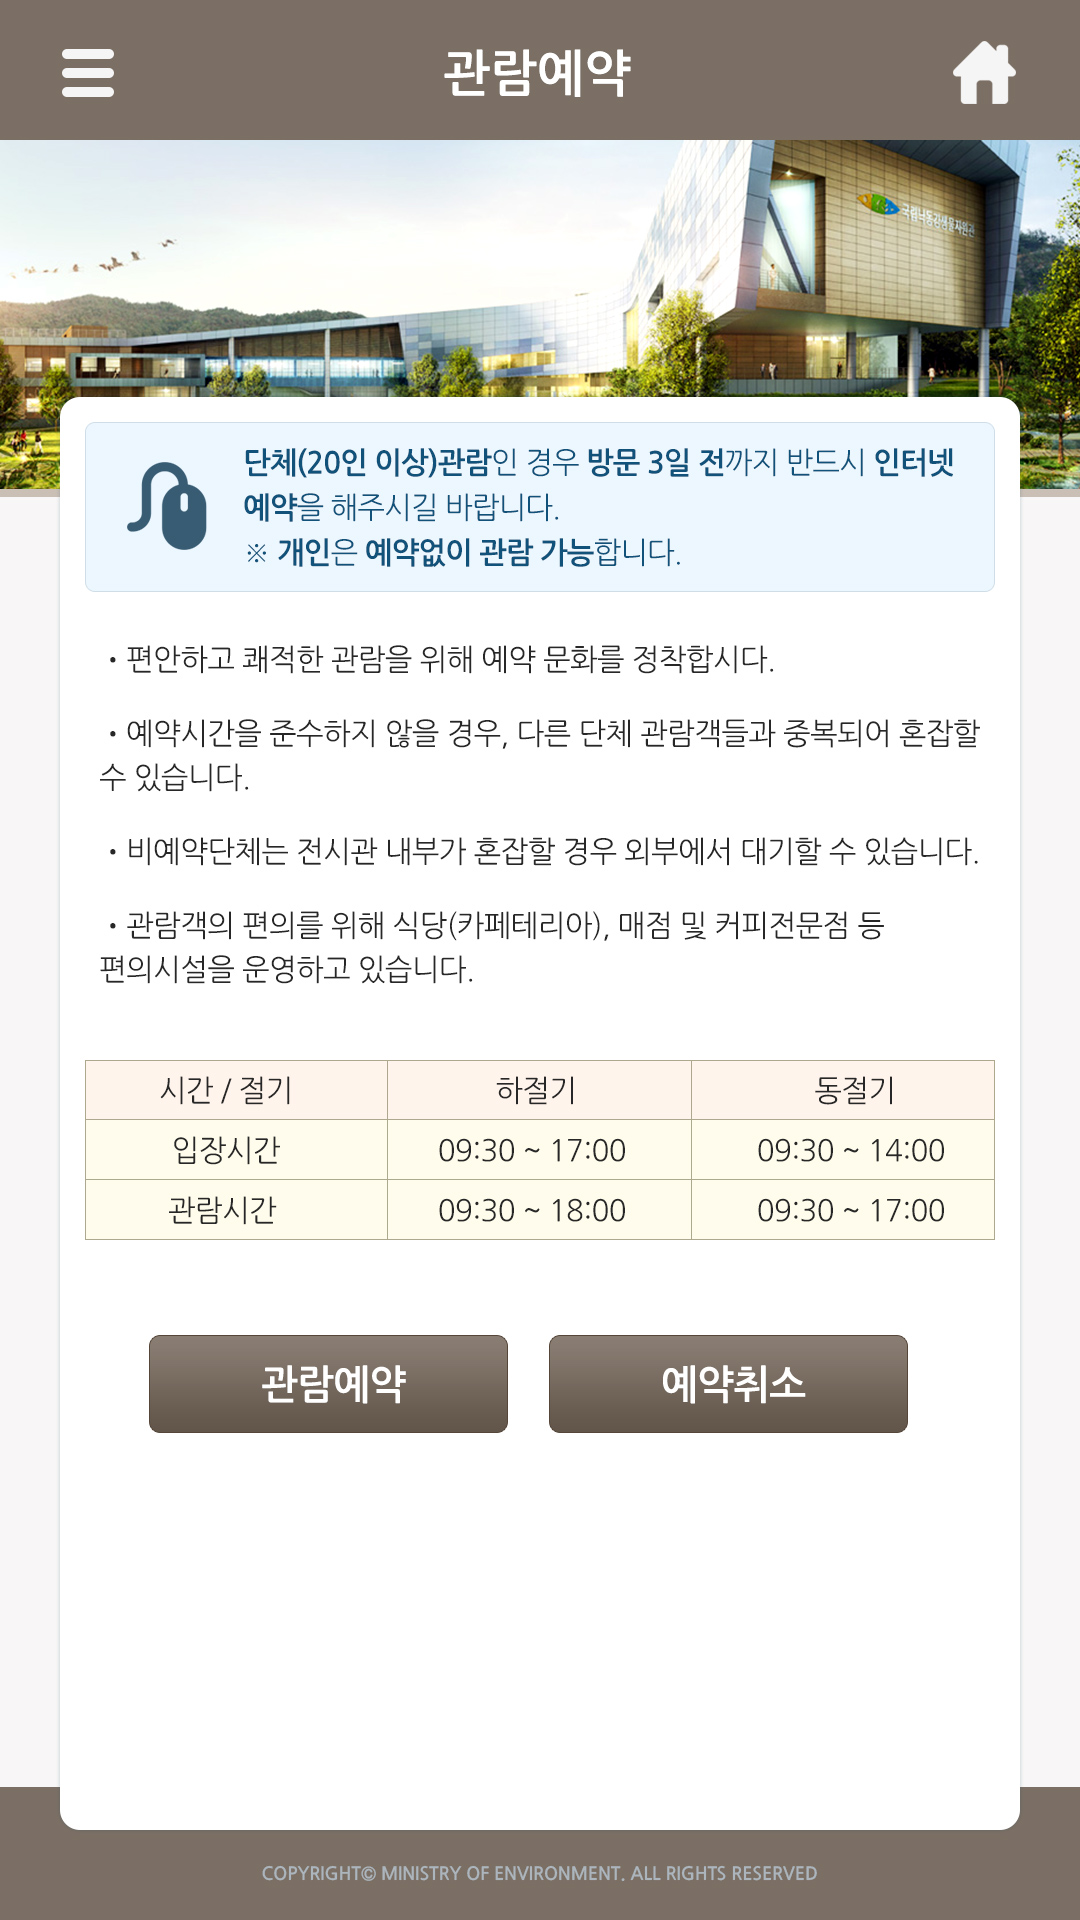 관람예약
국립낙동강생물자원관
단체(20인 이상)관람인 경우 방문 3일 전까지 반드시 인터넷
예약을 해주시길 바랍니다.
※ 개인은 예약없이 관람 가능합니다.
• 편안하고 쾌적한 관람을 위해 예약 문화를 정착합시다.
• 예약시간을 준수하지 않을 경우, 다른 단체 관람객들과 중복되어 혼잡할
수 있습니다.
• 비예약단체는 전시관 내부가 혼잡할 경우 외부에서 대기할 수 있습니다.
• 관람객의 편의를 위해 식당(카페테리아), 매점 및 커피전문점 등
편의시설을 운영하고 있습니다.
시간 / 절기 하절기 동절기
입장시간 09:30 ~ 17:00 09:30 ~ 14:00
관람시간 09:30 ~ 18:00 09:30 ~ 17:00
관람예약 예약취소
COPYRIGHT© MINISTRY OF ENVIRONMENT. ALL RIGHTS RESERVED